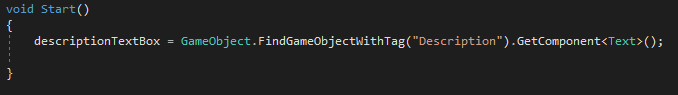 void Start()
{
descriptionTextBox = GameObject.FindGameObjectWithTag("Description").GetComponent<Text>();
}